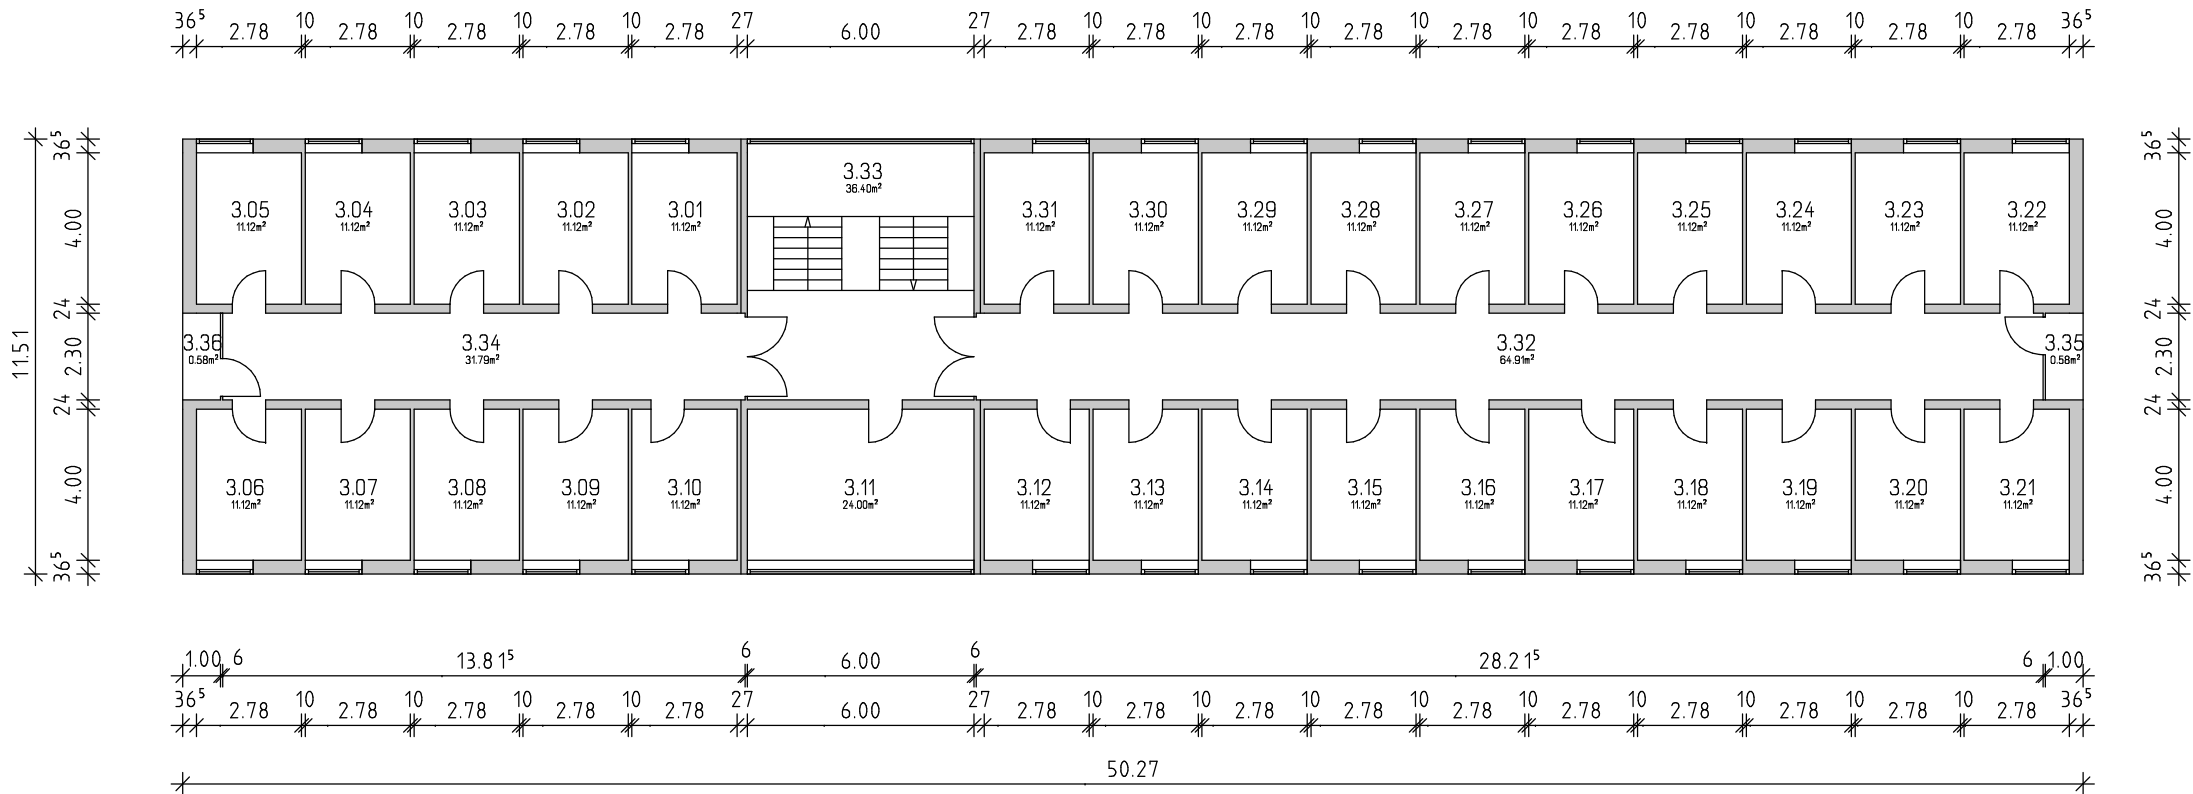 36⁵ 2.78 10 2.78 10 2.78 10 2.78 10 2.78 27 6.00 27 2.78 10 2.78 10 2.78 10 2.78 10 2.78 10 2.78 10 2.78 10 2.78 10 2.78 10 2.78 36⁵
36⁵ 4.00 24 2.30 24 4.00 36⁵
11.51
3.05
11.12m²
3.04
11.12m²
3.03
11.12m²
3.02
11.12m²
3.01
11.12m²
3.33
36.40m²
3.31
11.12m²
3.30
11.12m²
3.29
11.12m²
3.28
11.12m²
3.27
11.12m²
3.26
11.12m²
3.25
11.12m²
3.24
11.12m²
3.23
11.12m²
3.22
11.12m²
3.36
0.58m²
3.34
31.79m²
3.32
64.91m²
3.35
0.58m²
3.06
11.12m²
3.07
11.12m²
3.08
11.12m²
3.09
11.12m²
3.10
11.12m²
3.11
24.00m²
3.12
11.12m²
3.13
11.12m²
3.14
11.12m²
3.15
11.12m²
3.16
11.12m²
3.17
11.12m²
3.18
11.12m²
3.19
11.12m²
3.20
11.12m²
3.21
11.12m²
36⁵ 4.00 24 2.30 24 4.00 36⁵
1.00 6 13.81⁵ 6 6.00 6 28.21⁵ 6 1.00
36⁵ 2.78 10 2.78 10 2.78 10 2.78 10 2.78 27 6.00 27 2.78 10 2.78 10 2.78 10 2.78 10 2.78 10 2.78 10 2.78 10 2.78 10 2.78 10 2.78 36⁵
50.27